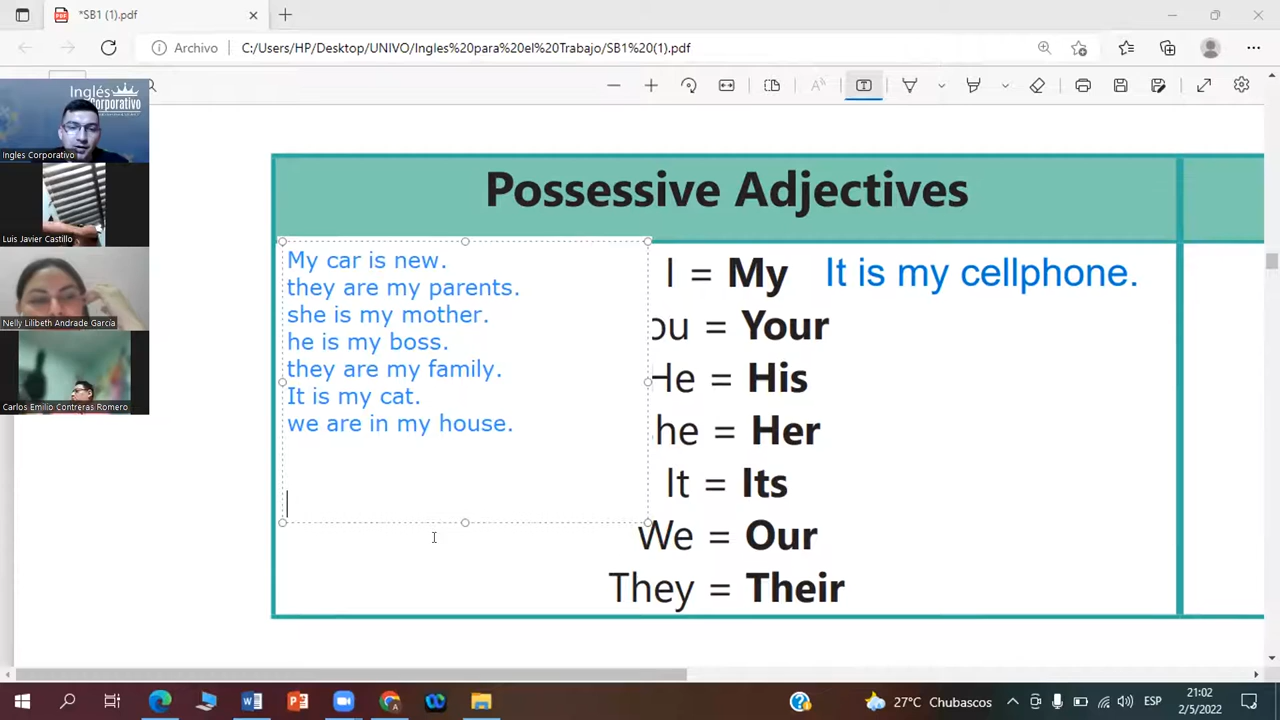 *SB1 (1).pdf
Archivo
C:/Users/HP/Desktop/UNIVO/Ingles%20para%20el%20Trabajo/SB1%20(1).pdf
Inglés
Corporativo
Ingles Corporativo
Luis Javier Castillo
Nelly Lilibeth Andrade García
Carlos Emilio Contreras Romero
Possessive Adjectives
My car is new.
they are my parents.
she is my mother.
he is my boss.
they are my family.
It is my cat.
we are in my house.
I = My It is my cellphone.
ou = Your
He = His
he = Her
It = Its
We = Our
They = Their
27°C Chubascos
ESP
21:02
2/5/2022